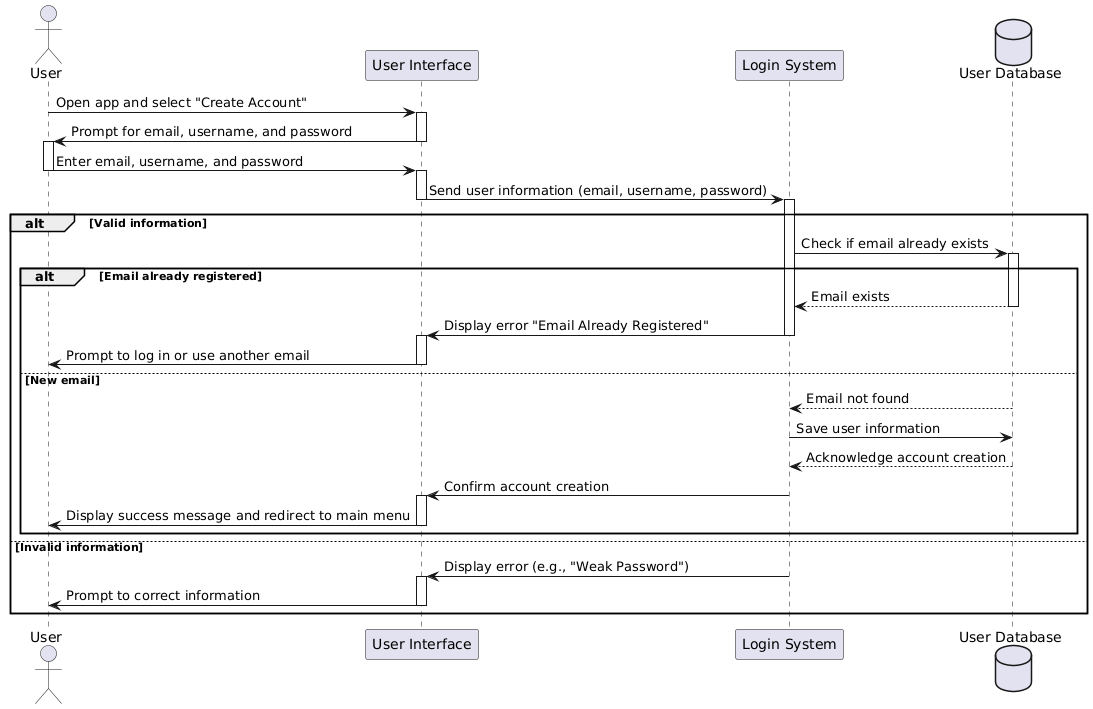 User
User Interface
Login System
User Database
Open app and select "Create Account"
Prompt for email, username, and password
Enter email, username, and password
Send user information (email, username, password)
alt [Valid information]
Check if email already exists
alt [Email already registered]
Email exists
Display error "Email Already Registered"
Prompt to log in or use another email
[New email]
Email not found
Save user information
Acknowledge account creation
Confirm account creation
Display success message and redirect to main menu
[Invalid information]
Display error (e.g., "Weak Password")
Prompt to correct information
User
User Interface
Login System
User Database